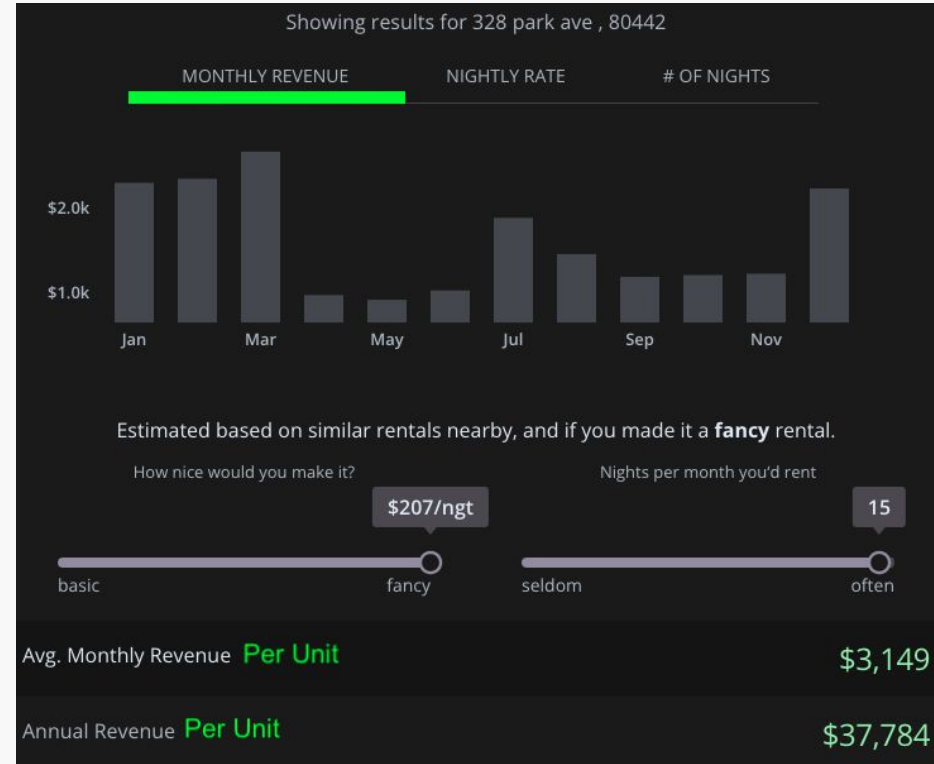 Showing results for 328 park ave , 80442
MONTHLY REVENUE NIGHTLY RATE # OF NIGHTS
$2.0k
$1.0k
Jan Mar May Jul Sep Nov
Estimated based on similar rentals nearby, and if you made it a fancy rental.
How nice would you make it? Nights per month you'd rent
$207/ngt 15
basic fancy seldom often
Avg. Monthly Revenue Per Unit $3,149
Annual Revenue Per Unit $37,784